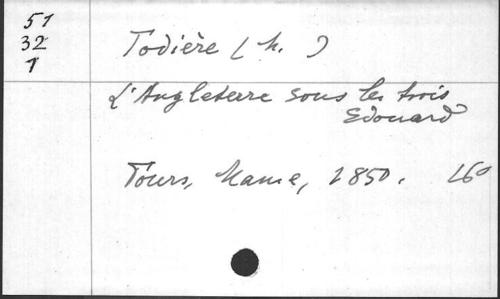 51
32
1
Todière (M. )
L'Angleterre sous les trois
Edouard
Tours, Mame, 1850. 16°